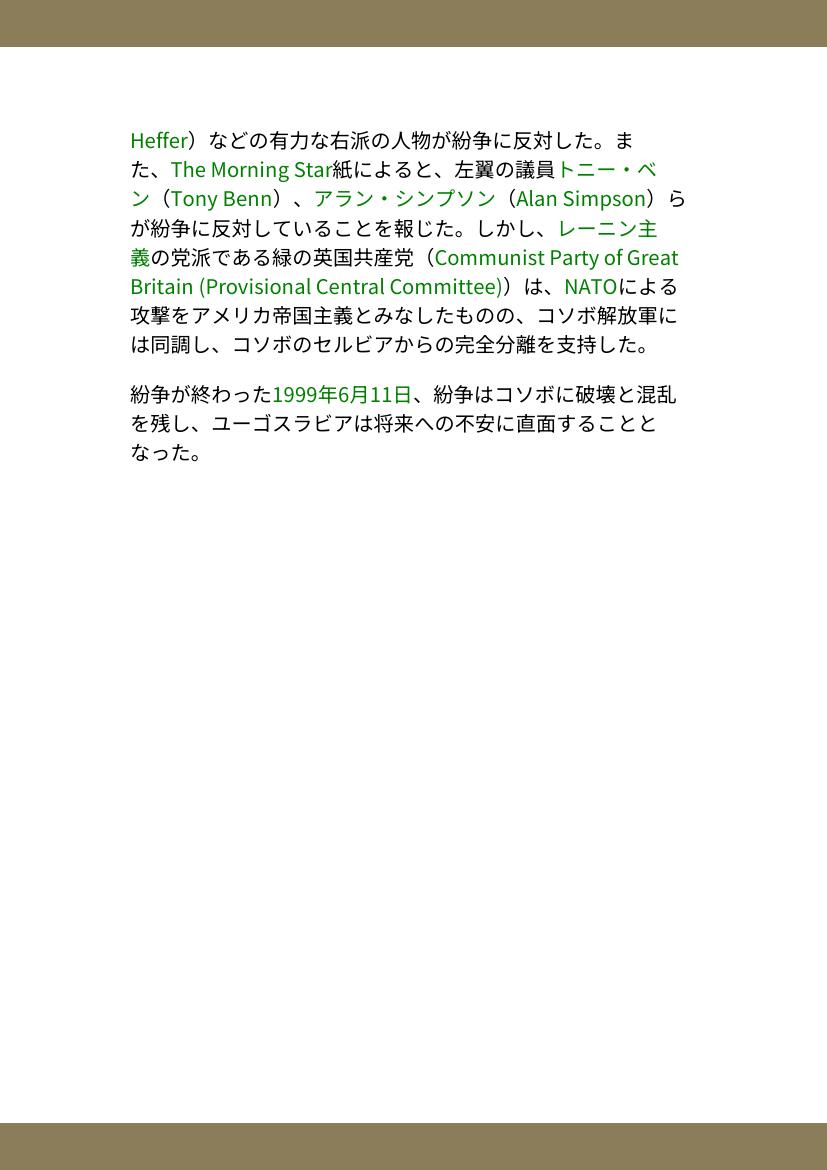 Heffer）などの有力な右派の人物が紛争に反対した。ま
た、The Morning Star紙によると、左翼の議員トニー・ベ
ン（Tony Benn）、アラン・シンプソン（Alan Simpson）ら
が紛争に反対していることを報じた。しかし、レーニン主
義の党派である緑の英国共産党（Communist Party of Great
Britain (Provisional Central Committee)）は、NATOによる
攻撃をアメリカ帝国主義とみなしたものの、コソボ解放軍に
は同調し、コソボのセルビアからの完全分離を支持した。
紛争が終わった1999年6月11日、紛争はコソボに破壊と混乱
を残し、ユーゴスラビアは将来への不安に直面することと
なった。